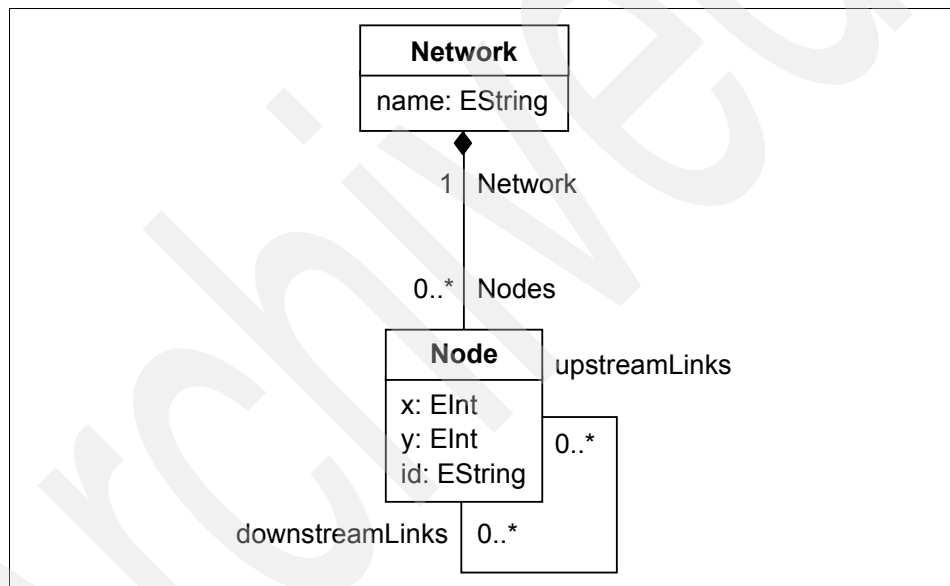 Network
name: EString
1 Network
0..* Nodes
Node
upstreamLinks
x: EInt
y: EInt
0..*
id: EString
downstreamLinks 0..*